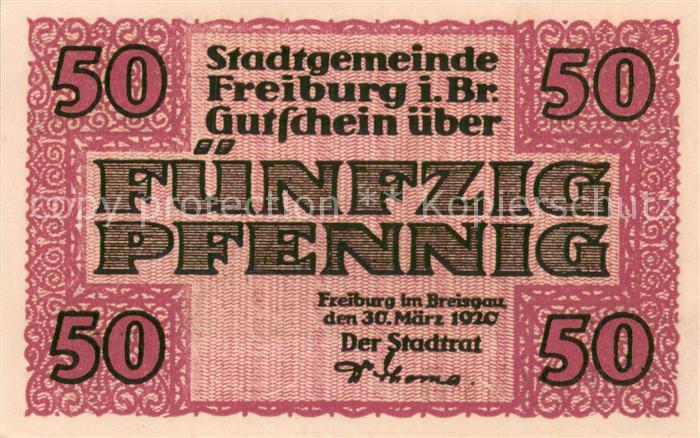 50 50
Stadtgemeinde
Freiburg i. Br.
Gutschein über
FÜNFZIG
PFENNIG
copy protection * * Kopierschutz
Freiburg im Breisgau,
den 30. März 1920
Der Stadtrat
50 50